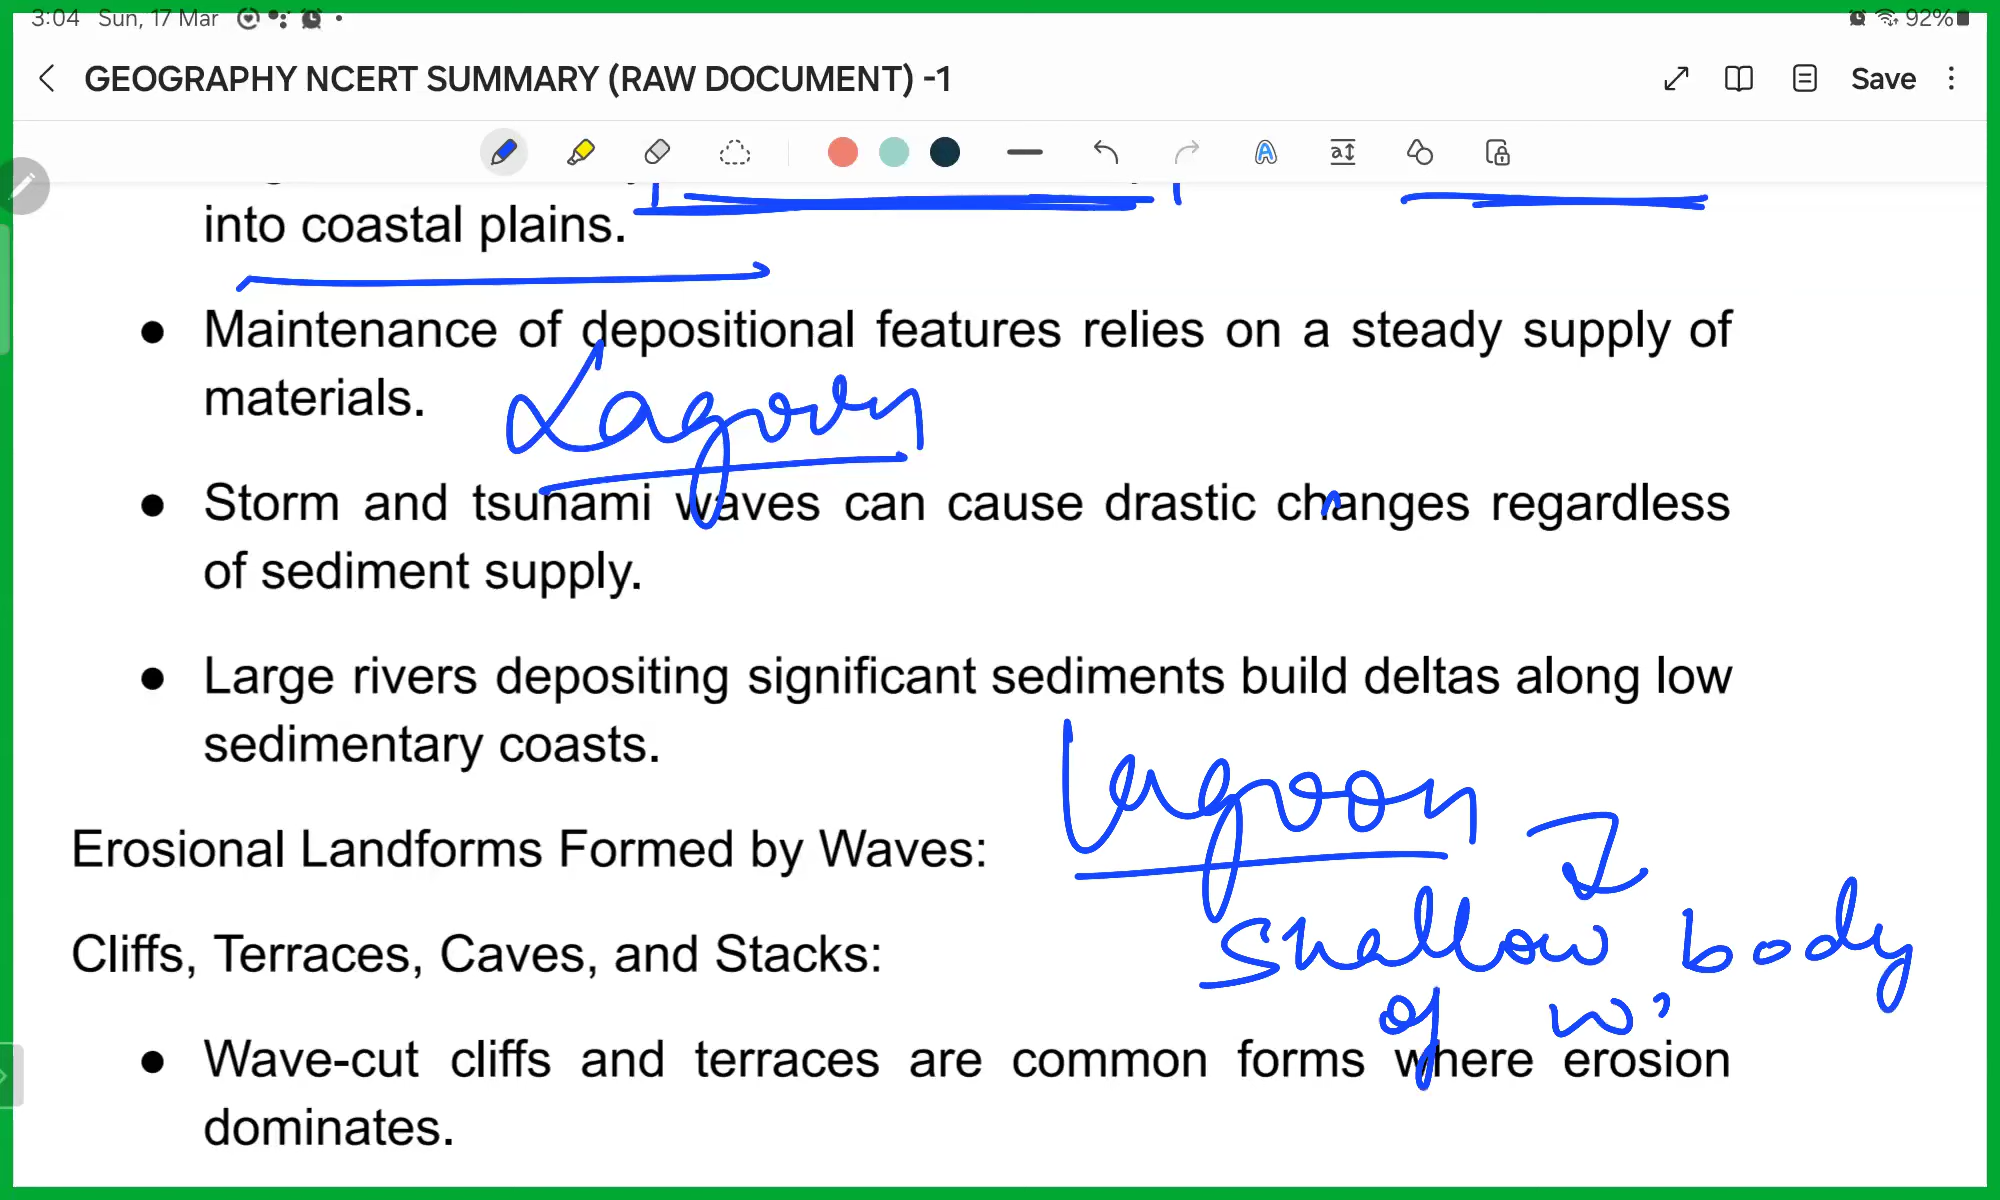 3:04 Sun, 17 Mar
92%
GEOGRAPHY NCERT SUMMARY (RAW DOCUMENT) -1
Save
into coastal plains.
● Maintenance of depositional features relies on a steady supply of
materials.
Lagoon
● Storm and tsunami waves can cause drastic changes regardless
of sediment supply.
● Large rivers depositing significant sediments build deltas along low
sedimentary coasts.
Lagoon
Erosional Landforms Formed by Waves:
Shallow body
Cliffs, Terraces, Caves, and Stacks:
of w
● Wave-cut cliffs and terraces are common forms where erosion
dominates.